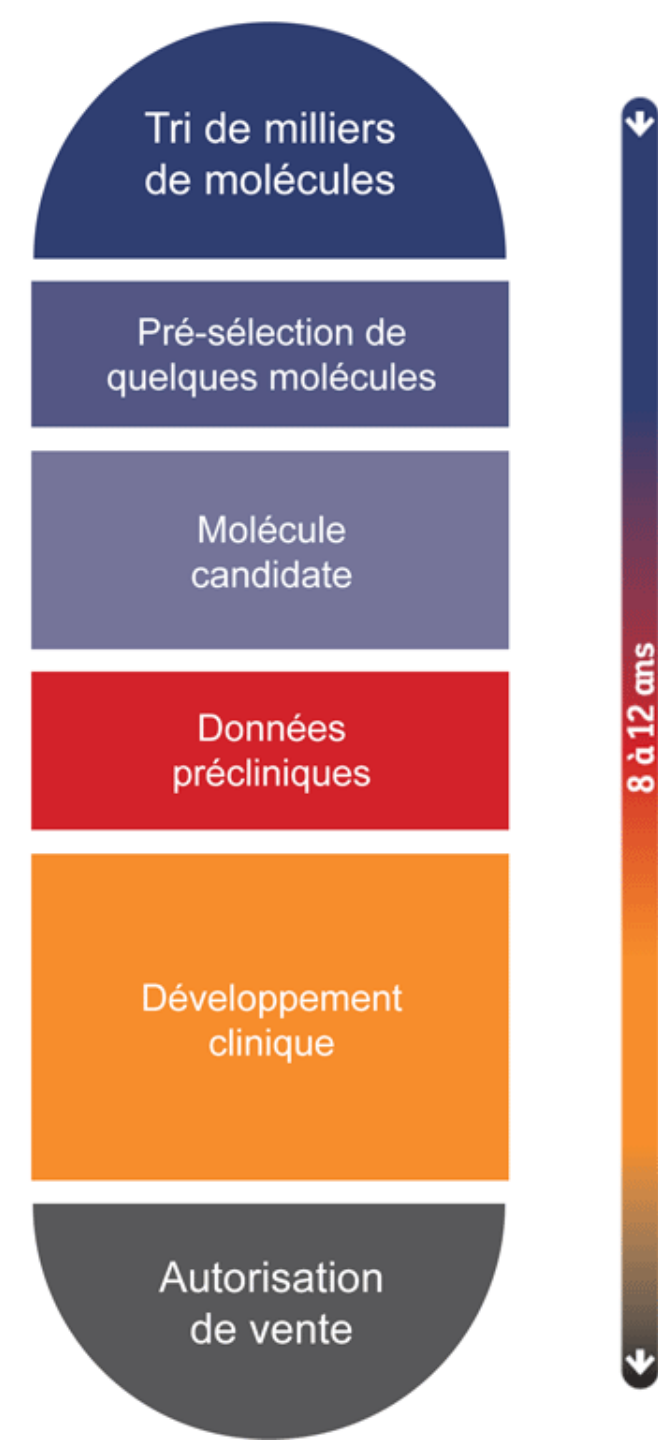 Tri de milliers
de molécules
Pré-sélection de
quelques molécules
Molécule
candidate
Données
précliniques
Développement
clinique
Autorisation
de vente
8 à 12 ans